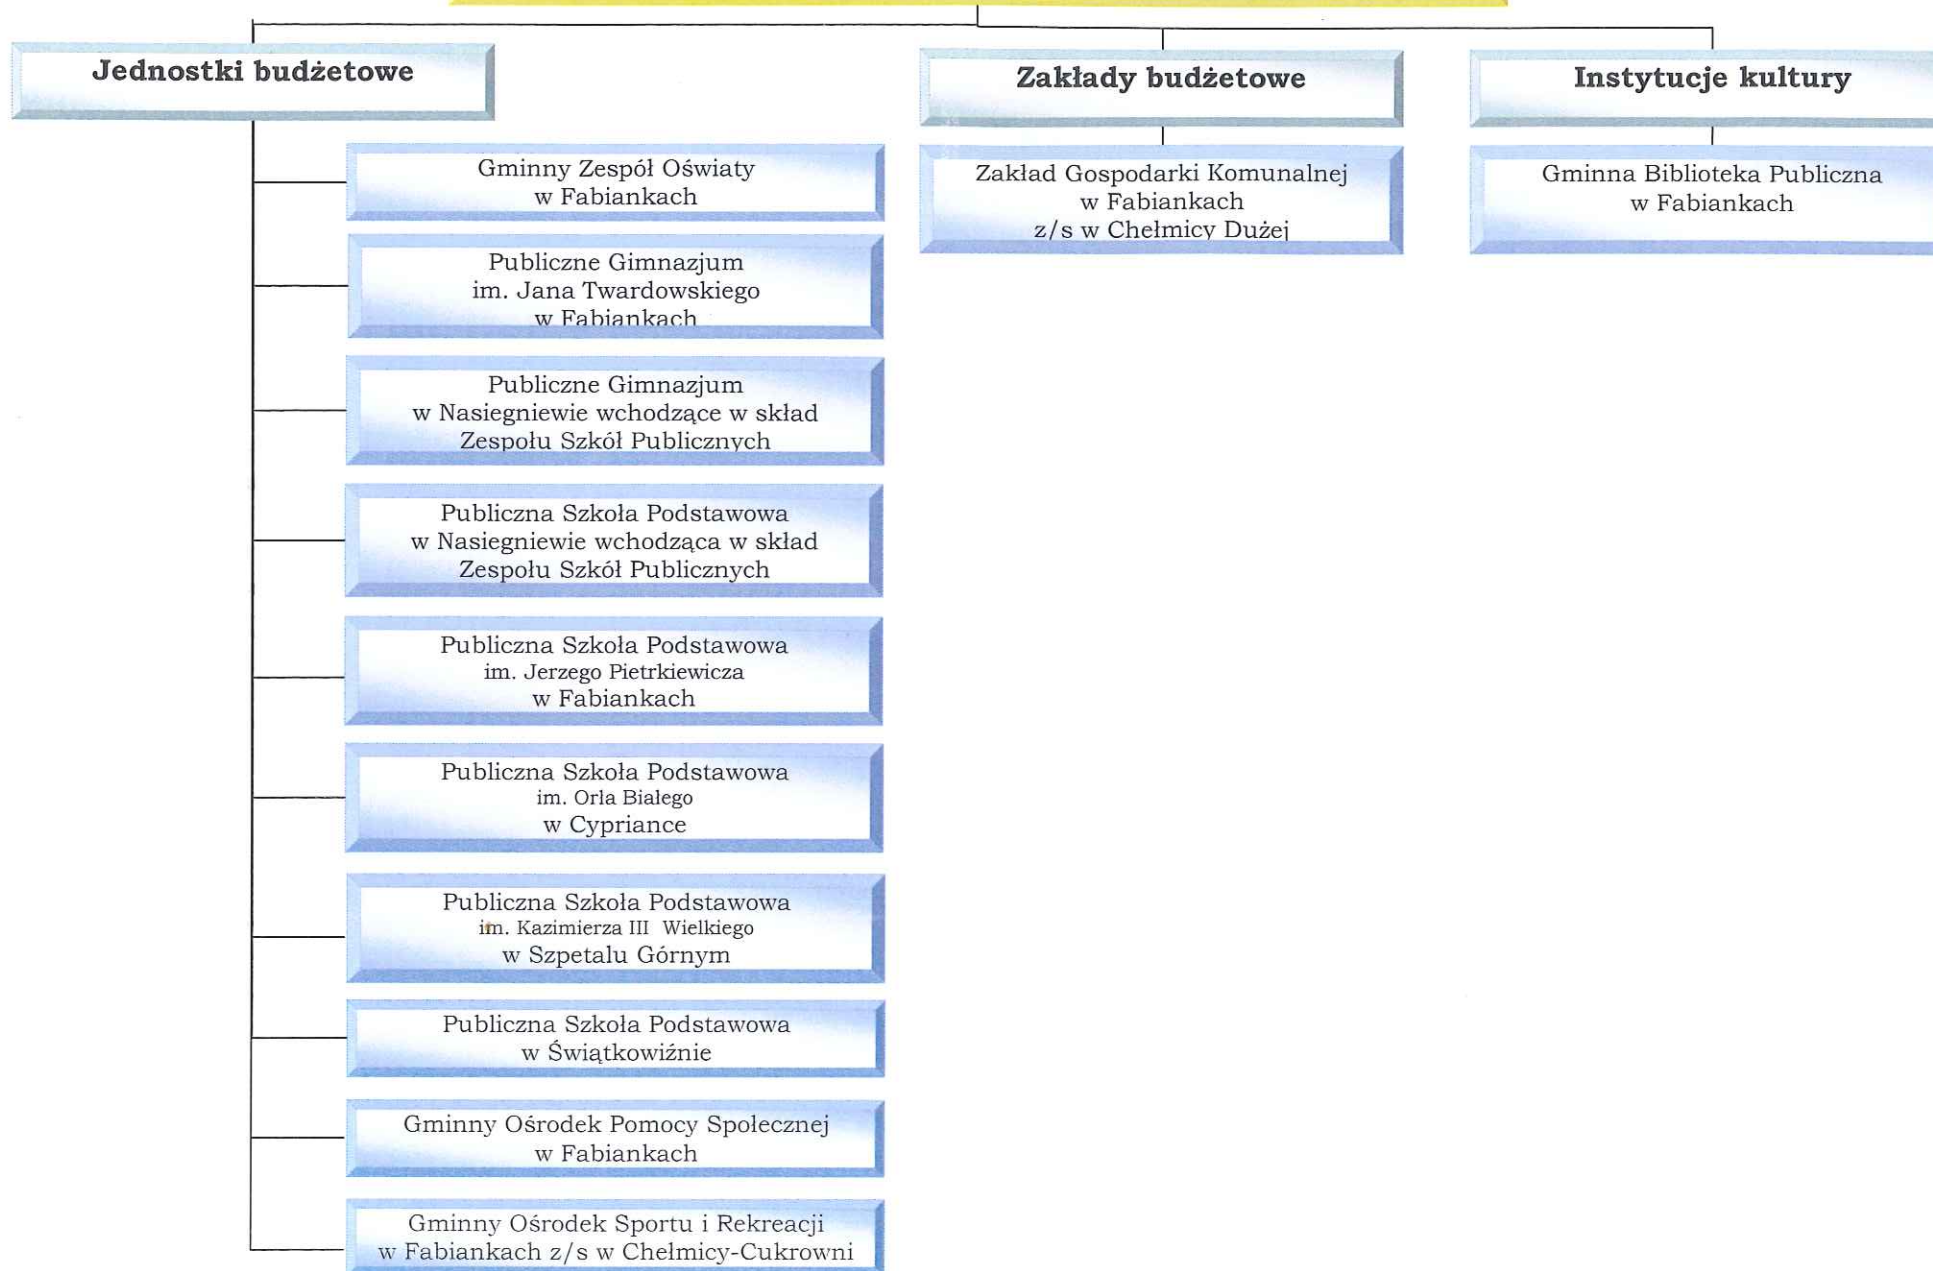 Jednostki budżetowe
Gminny Zespół Oświaty
w Fabiankach
Publiczne Gimnazjum
im. Jana Twardowskiego
w Fabiankach
Publiczne Gimnazjum
w Nasiegniewie wchodzące w skład
Zespołu Szkół Publicznych
Publiczna Szkoła Podstawowa
w Nasiegniewie wchodząca w skład
Zespołu Szkół Publicznych
Publiczna Szkoła Podstawowa
im. Jerzego Pietrkiewicza
w Fabiankach
Publiczna Szkoła Podstawowa
im. Orla Białego
w Cypriance
Publiczna Szkoła Podstawowa
im. Kazimierza III Wielkiego
w Szpetalu Górnym
Publiczna Szkoła Podstawowa
w Świątkowiźnie
Gminny Ośrodek Pomocy Społecznej
w Fabiankach
Gminny Ośrodek Sportu i Rekreacji
w Fabiankach z/s w Chełmicy-Cukrowni
Zakłady budżetowe
Zakład Gospodarki Komunalnej
w Fabiankach
z/s w Chełmicy Dużej
Instytucje kultury
Gminna Biblioteka Publiczna
w Fabiankach